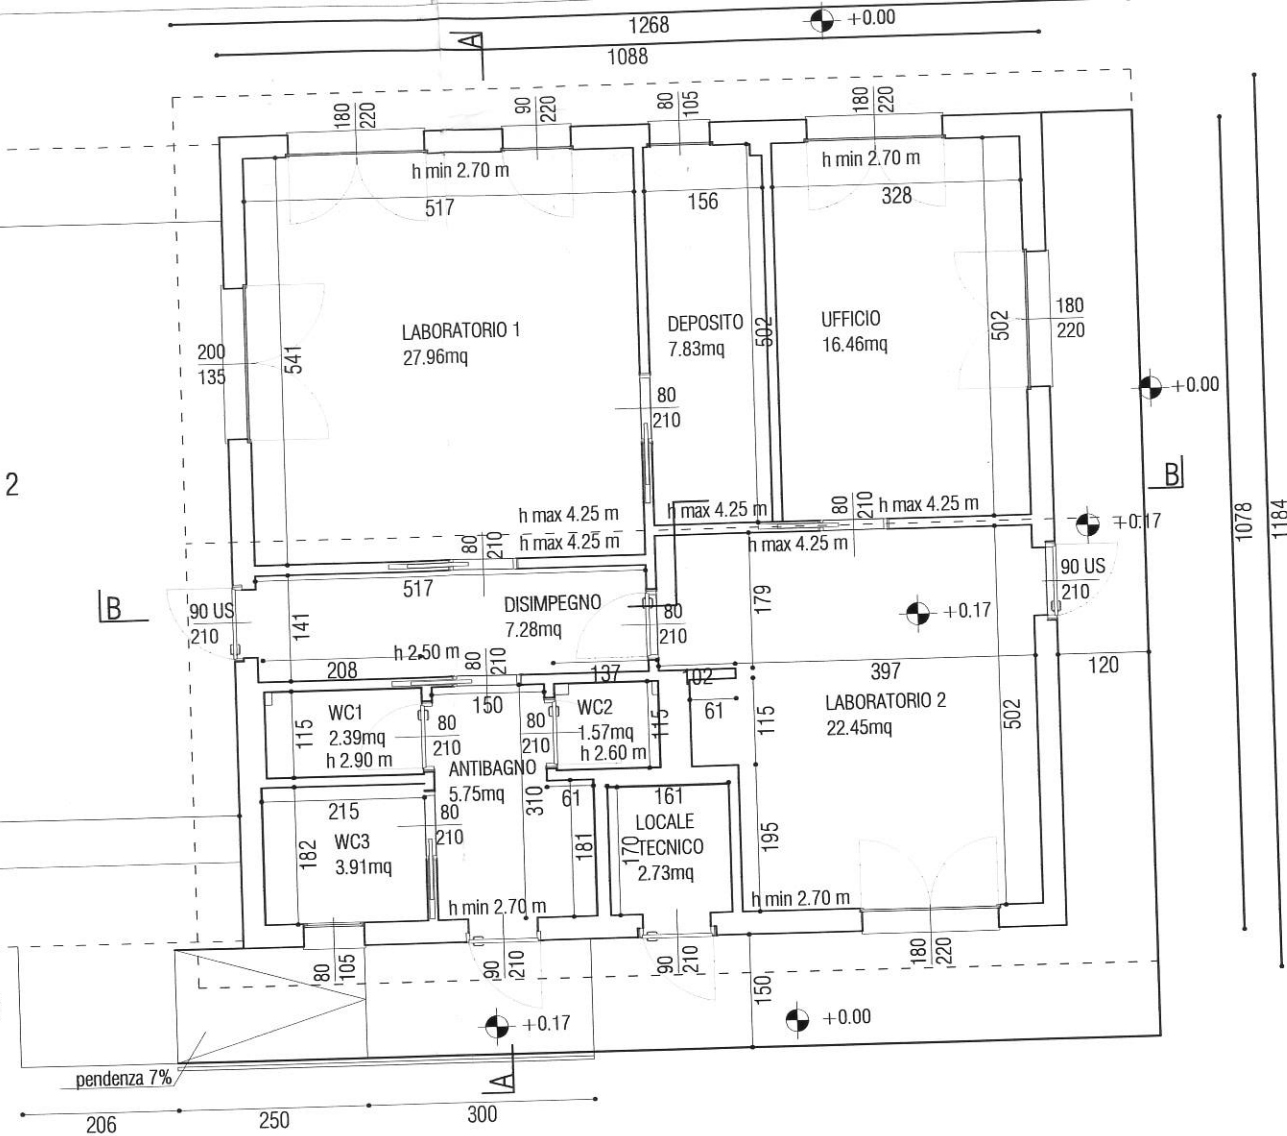 1268
+0.00
A
1088
180
220
90
220
80
105
180
220
h min 2.70 m
h min 2.70 m
517
156
328
LABORATORIO 1
27.96mq
DEPOSITO
7.83mq
UFFICIO
16.46mq
502
502
541
180
220
200
135
+0.00
80
210
2
B
h max 4.25 m
h max 4.25 m
h max 4.25 m
80
210
h max 4.25 m
h max 4.25 m
+0.17
1078
1184
80
210
517
90 US
210
B
90 US
210
141
DISIMPEGNO
7.28mq
80
210
179
+0.17
h 2.50 m
208
80
210
137
102
397
120
150
61
115
LABORATORIO 2
22.45mq
502
WC1
2.39mq
h 2.90 m
115
80
210
80
210
WC2
1.57mq
h 2.60 m
115
ANTIBAGNO
5.75mq
310
61
161
215
80
210
WC3
3.91mq
182
181
LOCALE
TECNICO
2.73mq
170
195
h min 2.70 m
h min 2.70 m
80
105
90
210
90
210
180
220
150
+0.17
+0.00
pendenza 7%
A
206
250
300